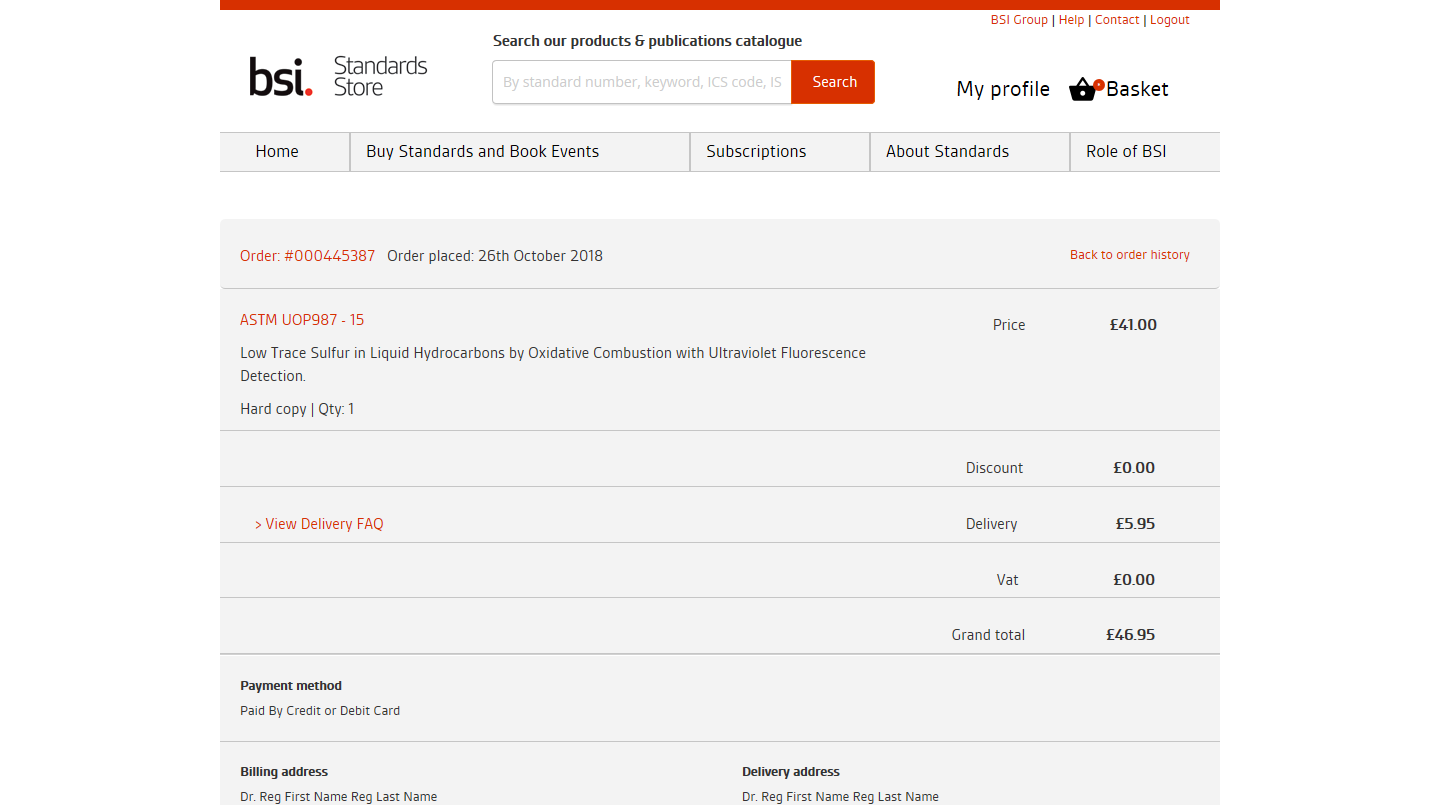 BSI Group | Help | Contact | Logout
Search our products & publications catalogue
bsi. Standards
Store
By standard number, keyword, ICS code, IS
Search
My profile
Basket
Home
Buy Standards and Book Events
Subscriptions
About Standards
Role of BSI
Order: #000445387 Order placed: 26th October 2018
Back to order history
ASTM UOP987 - 15
Price £41.00
Low Trace Sulfur in Liquid Hydrocarbons by Oxidative Combustion with Ultraviolet Fluorescence
Detection.
Hard copy | Qty: 1
Discount £0.00
> View Delivery FAQ
Delivery £5.95
Vat £0.00
Grand total £46.95
Payment method
Paid By Credit or Debit Card
Billing address
Dr. Reg First Name Reg Last Name
Delivery address
Dr. Reg First Name Reg Last Name